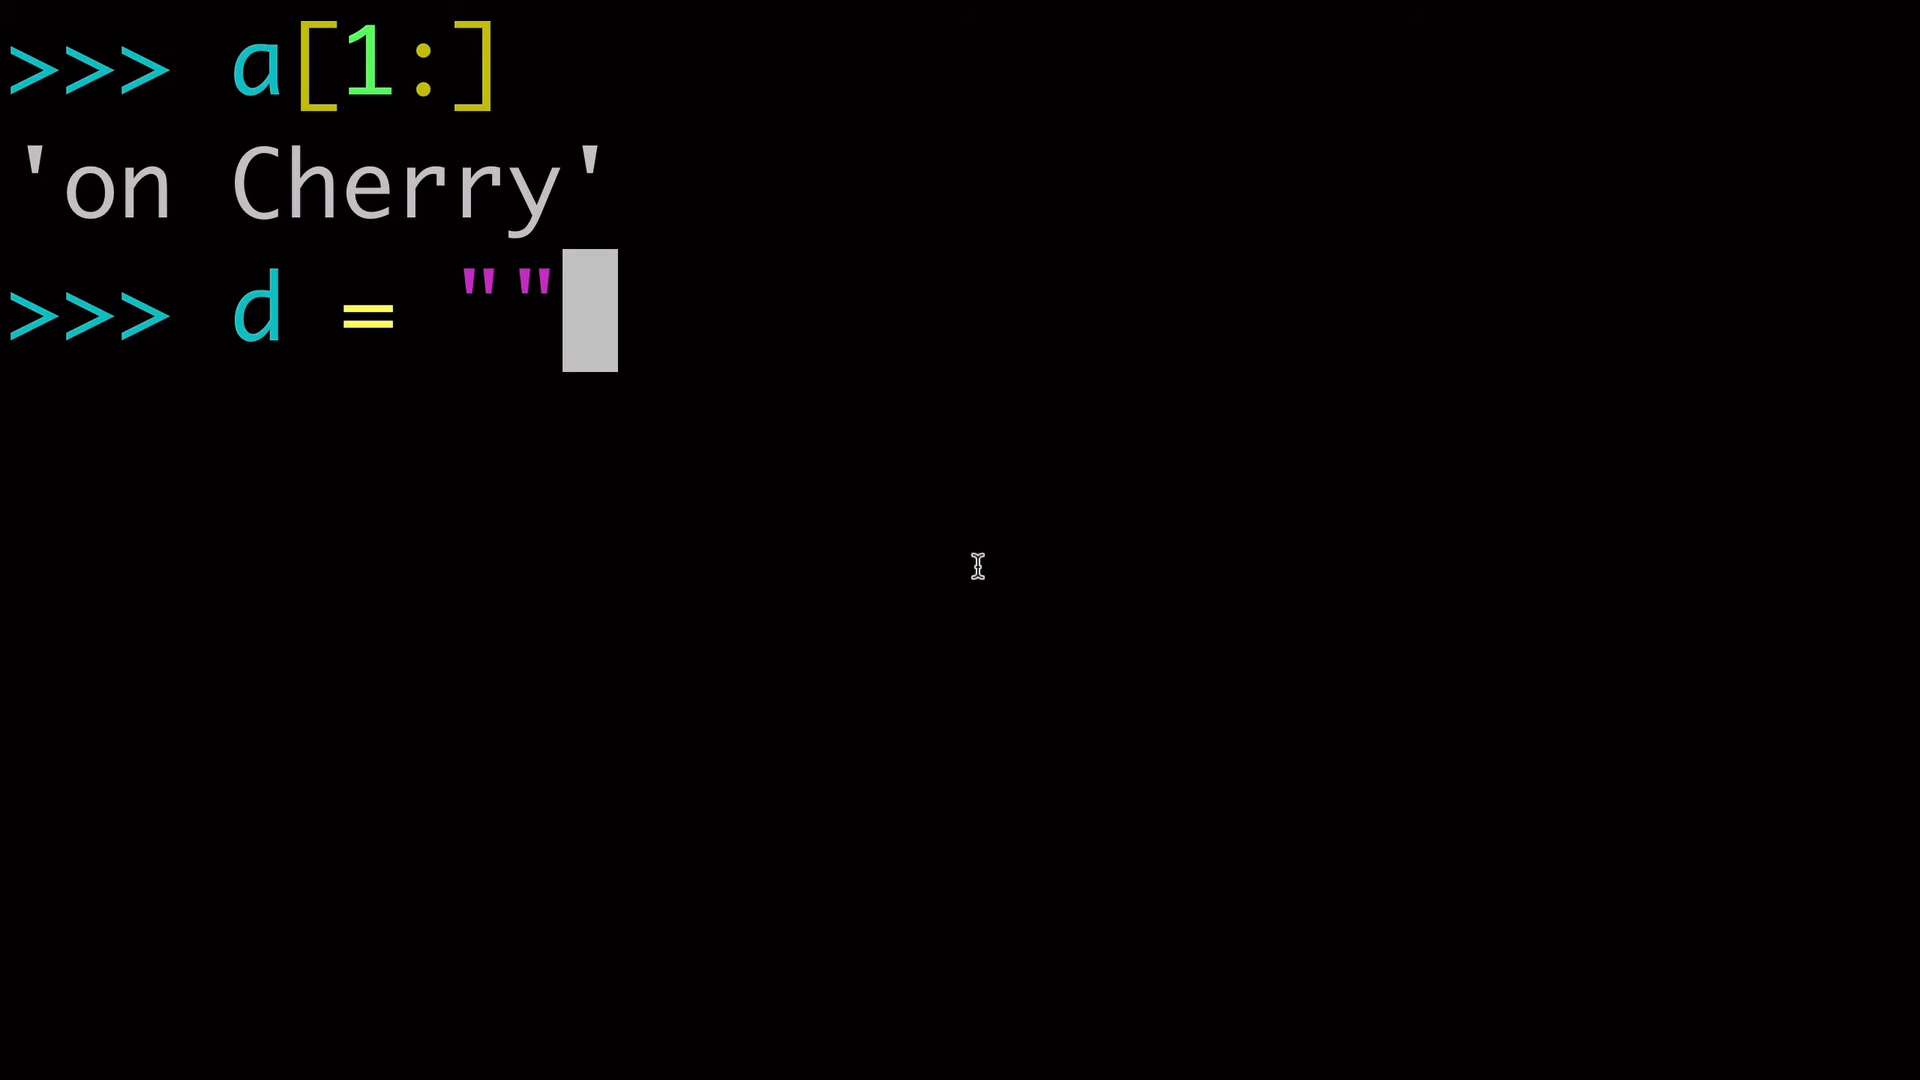 >>> a[1:]
'on Cherry'
>>> d = ""